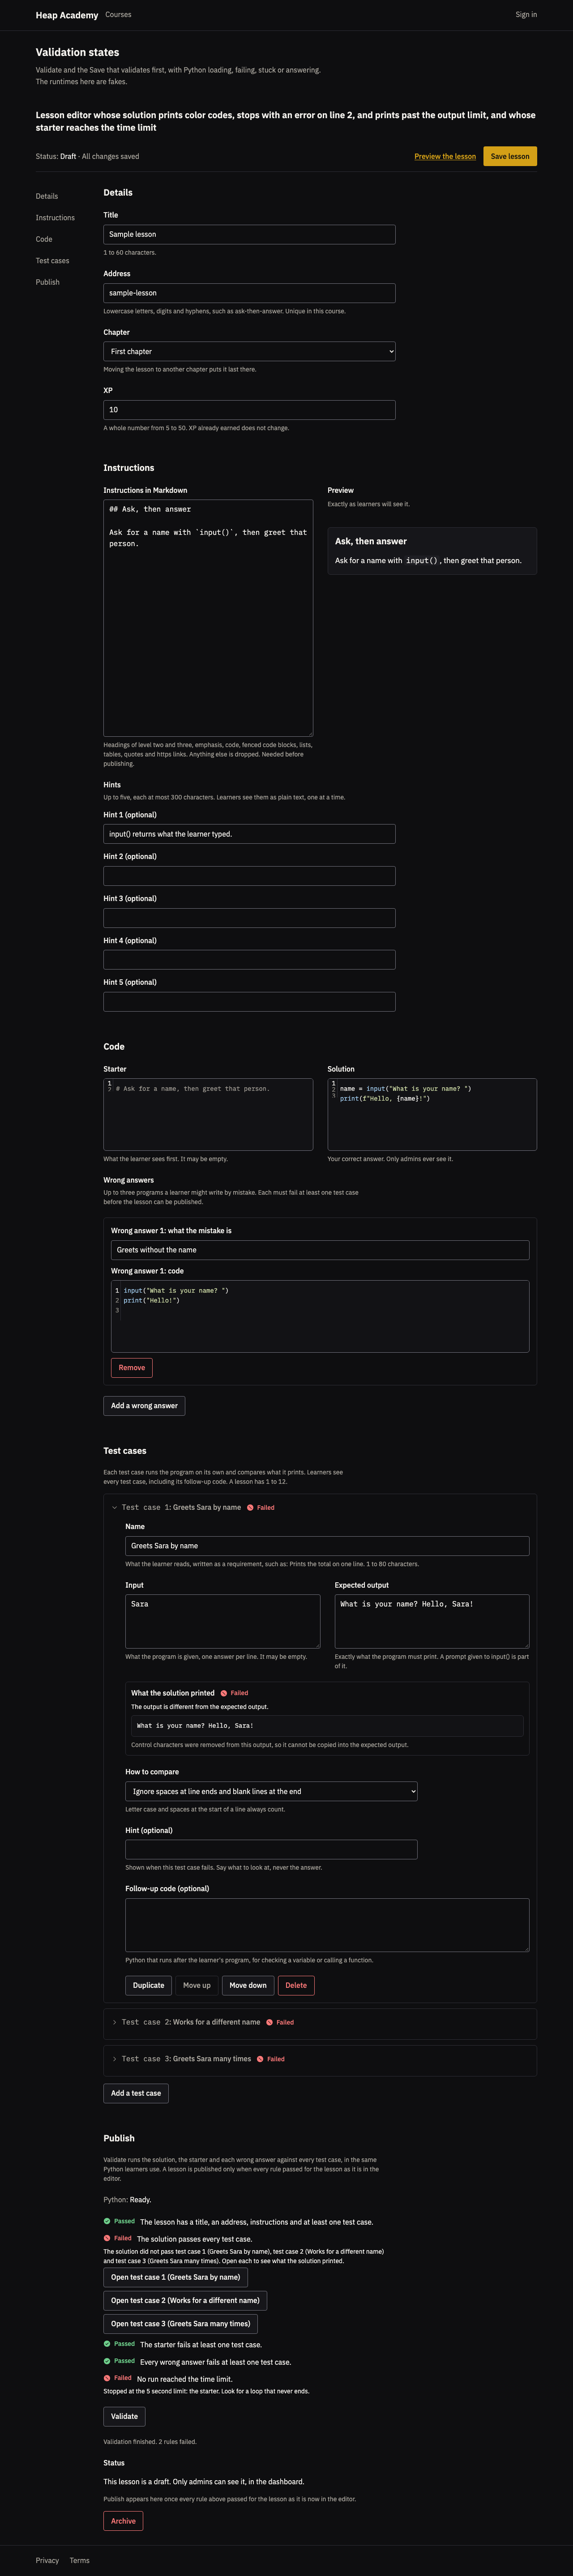 Heap Academy
Courses
Sign in
Validation states
Validate and the Save that validates first, with Python loading, failing, stuck or answering.
The runtimes here are fakes.
Lesson editor whose solution prints color codes, stops with an error on line 2, and prints past the output limit, and whose
starter reaches the time limit
Status: Draft · All changes saved
Preview the lesson
Save lesson
Details
Instructions
Code
Test cases
Publish
Details
Title
Sample lesson
1 to 60 characters.
Address
sample-lesson
Lowercase letters, digits and hyphens, such as ask-then-answer. Unique in this course.
Chapter
First chapter
Moving the lesson to another chapter puts it last there.
XP
10
A whole number from 5 to 50. XP already earned does not change.
Instructions
Instructions in Markdown
## Ask, then answer
Ask for a name with `input()`, then greet that
person.
Headings of level two and three, emphasis, code, fenced code blocks, lists,
tables, quotes and https links. Anything else is dropped. Needed before
publishing.
Preview
Exactly as learners will see it.
Ask, then answer
Ask for a name with input(), then greet that person.
Hints
Up to five, each at most 300 characters. Learners see them as plain text, one at a time.
Hint 1 (optional)
input() returns what the learner typed.
Hint 2 (optional)
Hint 3 (optional)
Hint 4 (optional)
Hint 5 (optional)
Code
Starter
1
2
# Ask for a name, then greet that person.
What the learner sees first. It may be empty.
Solution
1
2
3
name = input("What is your name? ")
print(f"Hello, {name}!")
Your correct answer. Only admins ever see it.
Wrong answers
Up to three programs a learner might write by mistake. Each must fail at least one test case
before the lesson can be published.
Wrong answer 1: what the mistake is
Greets without the name
Wrong answer 1: code
1 input("What is your name? ")
2 print("Hello!")
3
Remove
Add a wrong answer
Test cases
Each test case runs the program on its own and compares what it prints. Learners see
every test case, including its follow-up code. A lesson has 1 to 12.
Test case 1: Greets Sara by name Failed
Name
Greets Sara by name
What the learner reads, written as a requirement, such as: Prints the total on one line. 1 to 80 characters.
Input
Sara
What the program is given, one answer per line. It may be empty.
Expected output
What is your name? Hello, Sara!
Exactly what the program must print. A prompt given to input() is part
of it.
What the solution printed Failed
The output is different from the expected output.
What is your name? Hello, Sara!
Control characters were removed from this output, so it cannot be copied into the expected output.
How to compare
Ignore spaces at line ends and blank lines at the end
Letter case and spaces at the start of a line always count.
Hint (optional)
Shown when this test case fails. Say what to look at, never the answer.
Follow-up code (optional)
Python that runs after the learner's program, for checking a variable or calling a function.
Duplicate
Move up
Move down
Delete
Test case 2: Works for a different name Failed
Test case 3: Greets Sara many times Failed
Add a test case
Publish
Validate runs the solution, the starter and each wrong answer against every test case, in the same
Python learners use. A lesson is published only when every rule passed for the lesson as it is in the
editor.
Python: Ready.
Passed The lesson has a title, an address, instructions and at least one test case.
Failed The solution passes every test case.
The solution did not pass test case 1 (Greets Sara by name), test case 2 (Works for a different name)
and test case 3 (Greets Sara many times). Open each to see what the solution printed.
Open test case 1 (Greets Sara by name)
Open test case 2 (Works for a different name)
Open test case 3 (Greets Sara many times)
Passed The starter fails at least one test case.
Passed Every wrong answer fails at least one test case.
Failed No run reached the time limit.
Stopped at the 5 second limit: the starter. Look for a loop that never ends.
Validate
Validation finished. 2 rules failed.
Status
This lesson is a draft. Only admins can see it, in the dashboard.
Publish appears here once every rule above passed for the lesson as it is now in the editor.
Archive
Privacy
Terms